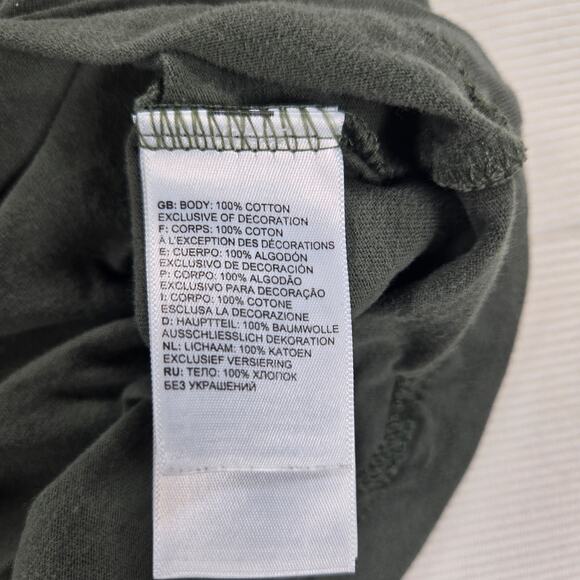 GB: BODY: 100% COTTON
EXCLUSIVE OF DECORATION
F: CORPS: 100% COTON
À L'EXCEPTION DES DÉCORATIONS
E: CUERPO: 100% ALGODÓN
EXCLUSIVO DE DECORACIÓN
P: CORPO: 100% ALGODÃO
EXCLUSIVO PARA DECORAÇÃO
I: CORPO: 100% COTONE
ESCLUSA LA DECORAZIONE
D: HAUPTTEIL: 100% BAUMWOLLE
AUSSCHLIESSLICH DEKORATION
NL: LICHAAM: 100% KATOEN
EXCLUSIEF VERSIERING
RU: ТЕЛО: 100% ХЛОПОК
БЕЗ УКРАШЕНИЙ